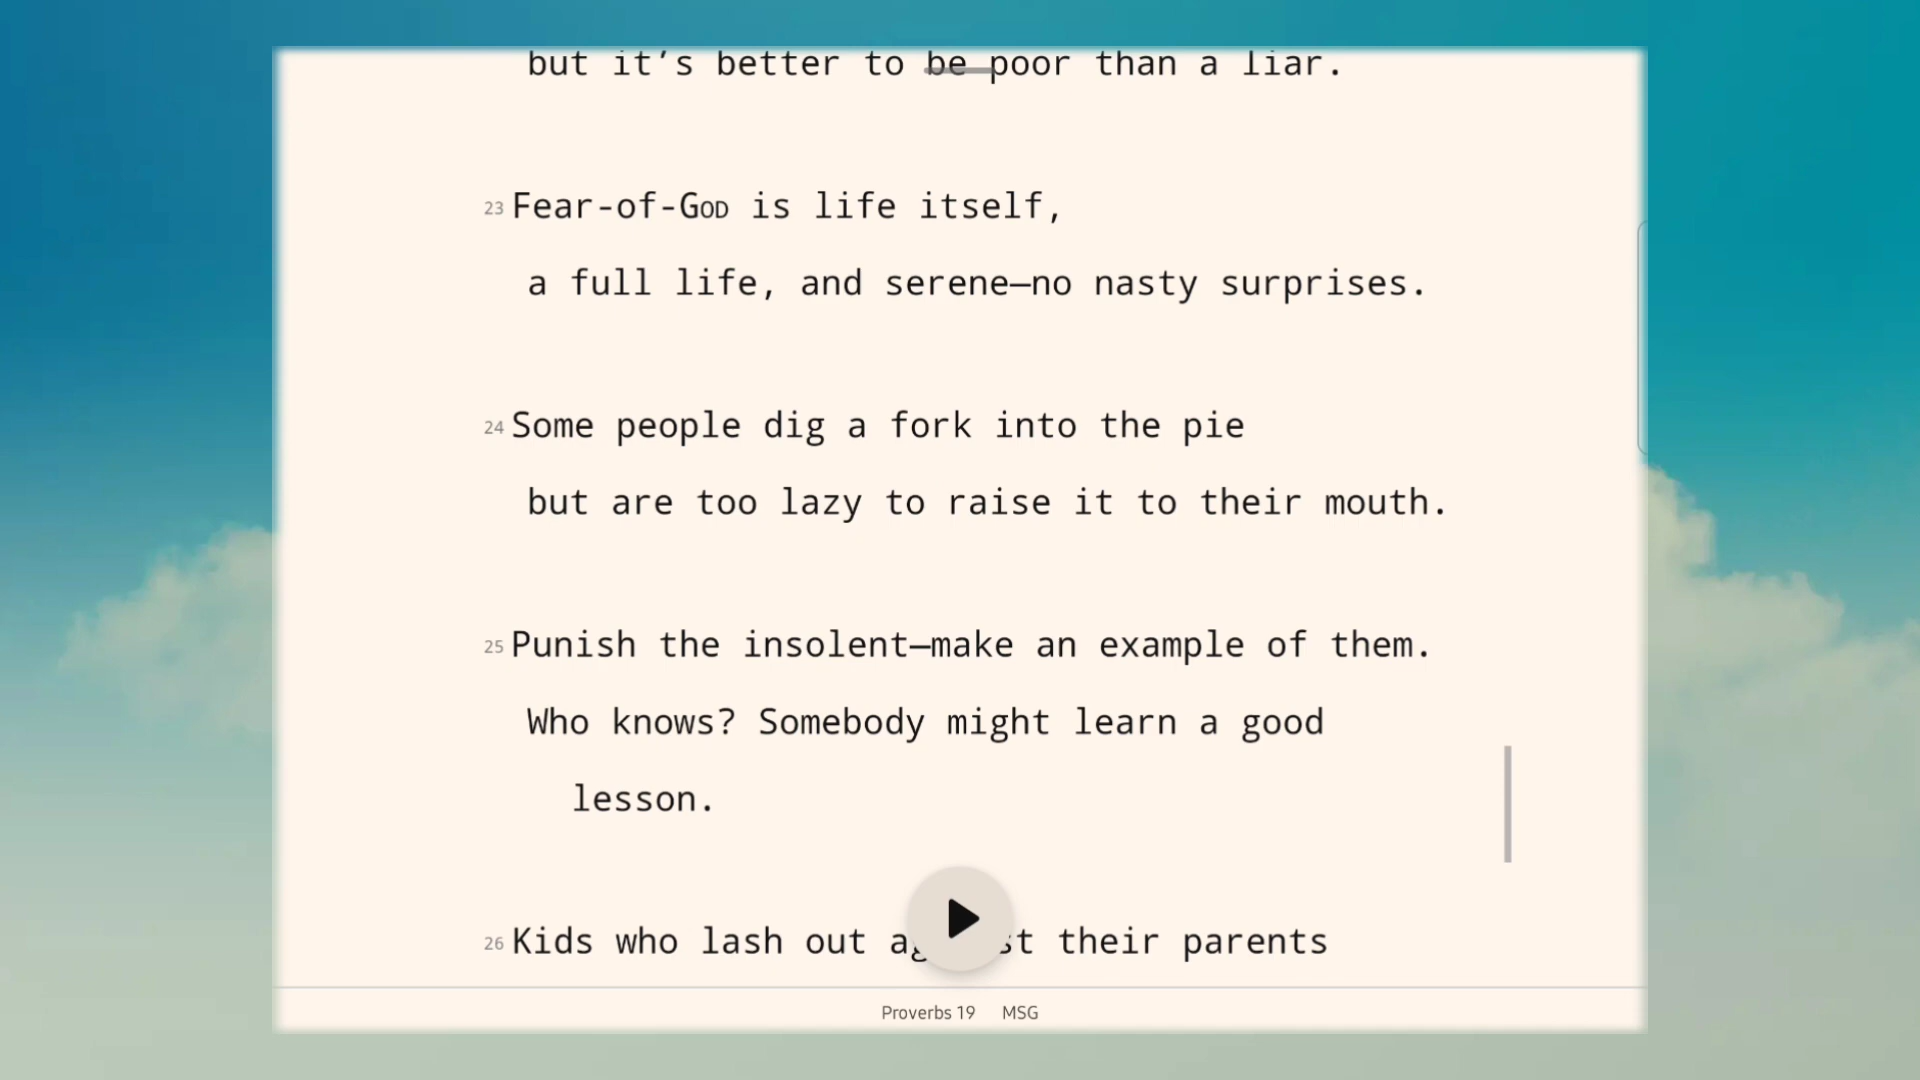 but it’s better to be poor than a liar.
23 Fear-of-GOD is life itself,
a full life, and serene—no nasty surprises.
24 Some people dig a fork into the pie
but are too lazy to raise it to their mouth.
25 Punish the insolent—make an example of them.
Who knows? Somebody might learn a good
lesson.
26 Kids who lash out their parents
Proverbs 19 MSG